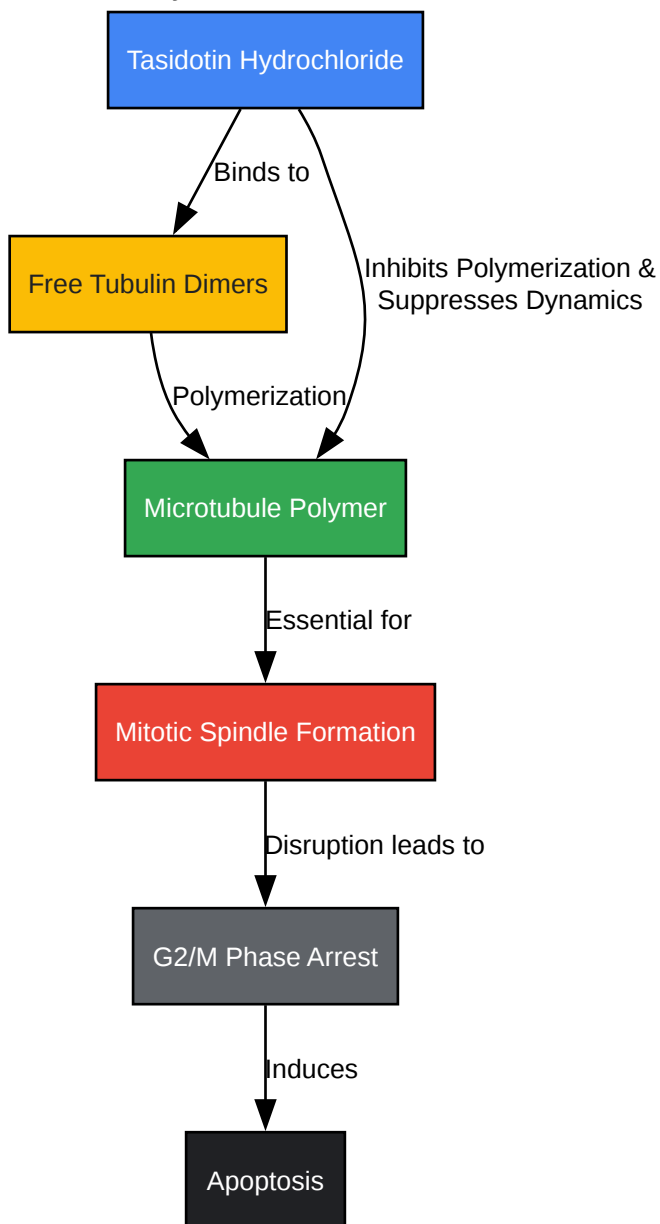 Tasidotin Hydrochloride
Binds to
Free Tubulin Dimers
Inhibits Polymerization &
Suppresses Dynamics
Polymerization
Microtubule Polymer
Essential for
Mitotic Spindle Formation
Disruption leads to
G2/M Phase Arrest
Induces
Apoptosis